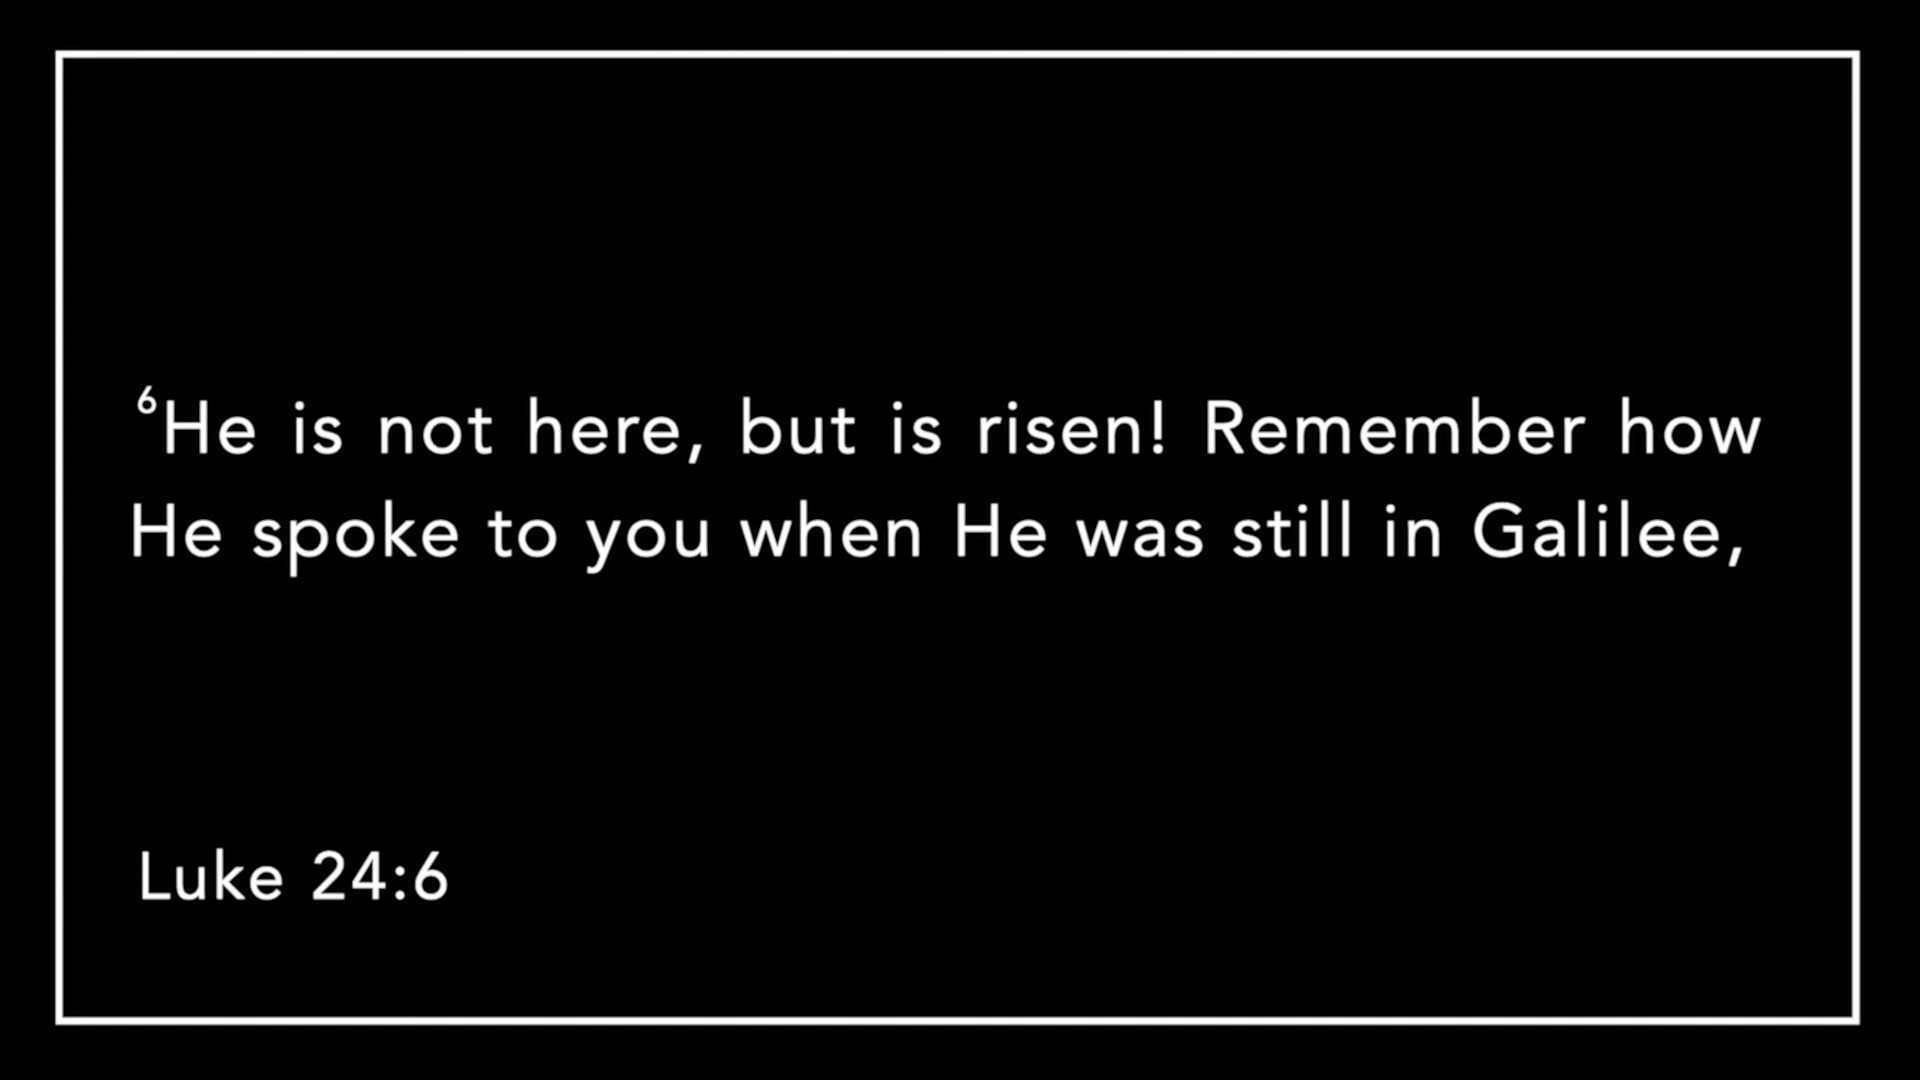 ⁶He is not here, but is risen! Remember how
He spoke to you when He was still in Galilee,
Luke 24:6